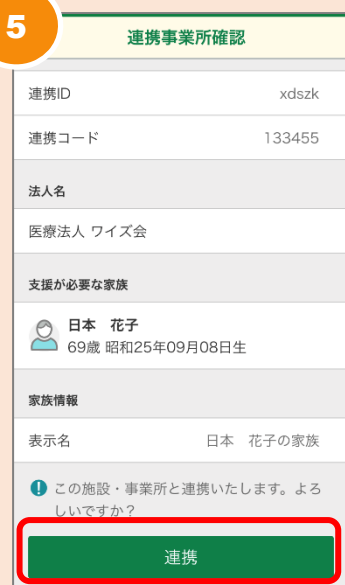 5
連携事業所確認
連携ID xdszk
連携コード 133455
法人名
医療法人 ワイズ会
支援が必要な家族
日本 花子
69歳 昭和25年09月08日生
家族情報
表示名 日本 花子の家族
! この施設・事業所と連携いたします。よろ
しいですか？
連携